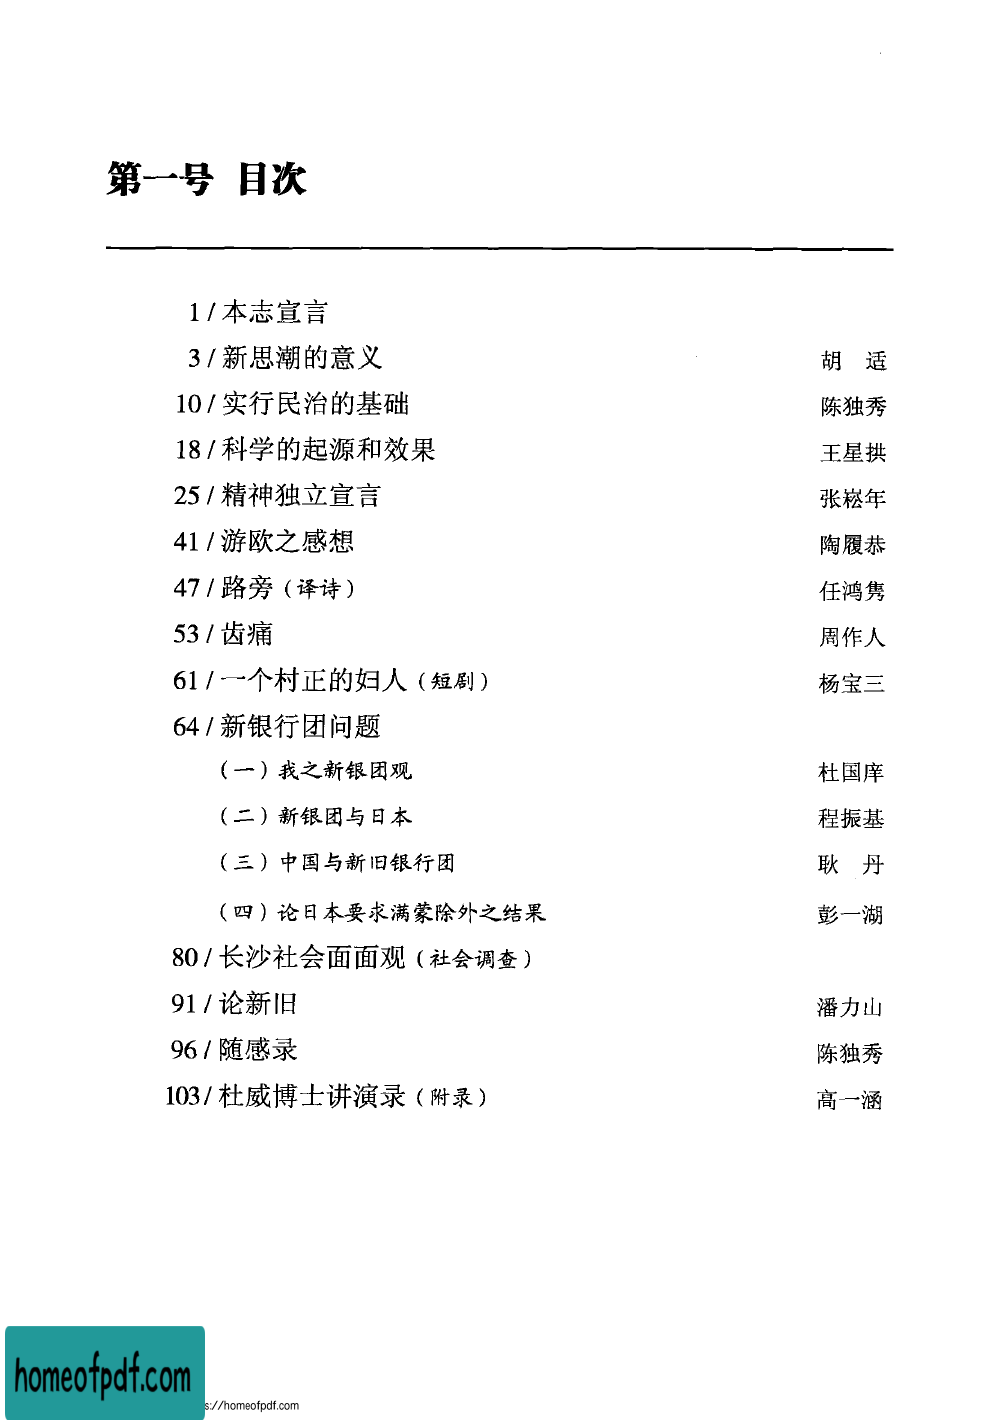 第一号 目次
1 / 本志宣言
3 / 新思潮的意义 胡 适
10 / 实行民治的基础 陈独秀
18 / 科学的起源和效果 王星拱
25 / 精神独立宣言 张崧年
41 / 游欧之感想 陶履恭
47 / 路旁（译诗） 任鸿隽
53 / 齿痛 周作人
61 / 一个村正的妇人（短剧） 杨宝三
64 / 新银行团问题
（一）我之新银团观 杜国庠
（二）新银团与日本 程振基
（三）中国与新旧银行团 耿 丹
（四）论日本要求满蒙除外之结果 彭一湖
80 / 长沙社会面面观（社会调查）
91 / 论新旧 潘力山
96 / 随感录 陈独秀
103 / 杜威博士讲演录（附录） 高一涵
homeofpdf.com
s://homeofpdf.com